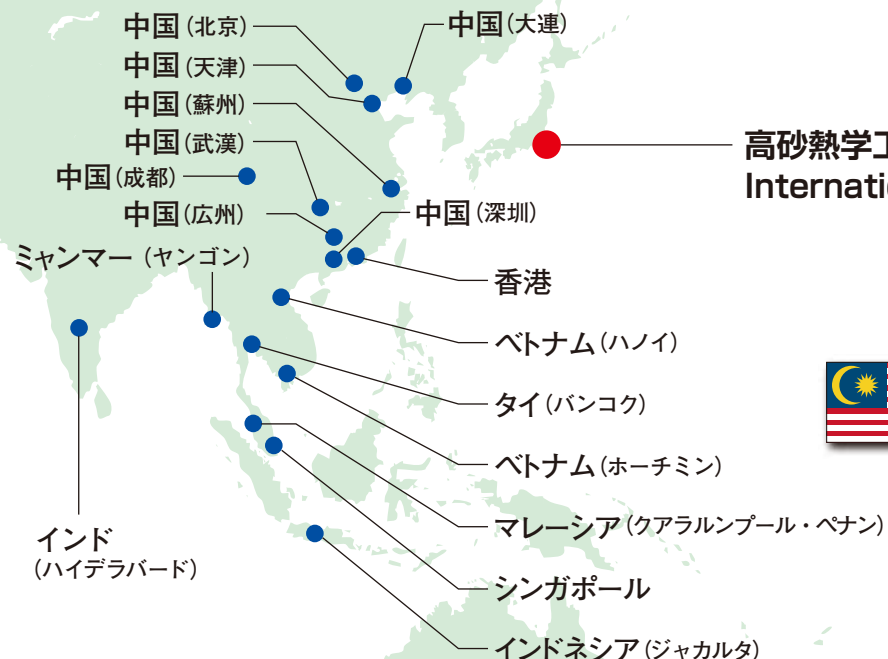 中国(北京)
中国(大連)
中国(天津)
中国(蘇州)
中国(武漢)
中国(成都)
中国(広州)
中国(深圳)
高砂熱学
Internati
ミャンマー(ヤンゴン)
香港
ベトナム(ハノイ)
タイ(バンコク)
ベトナム(ホーチミン)
マレーシア(クアラルンプール・ペナン)
インド
(ハイデラバード)
シンガポール
インドネシア(ジャカルタ)